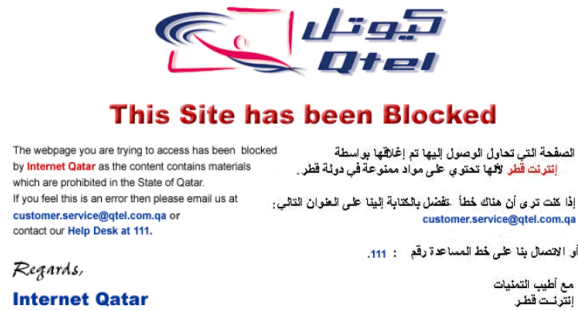 كيوتل
Qtel
This Site has been Blocked
The webpage you are trying to access has been blocked
by Internet Qatar as the content contains materials
which are prohibited in the State of Qatar.
If you feel this is an error then please email us at
customer.service@qtel.com.qa or
contact our Help Desk at 111.
Regards,
Internet Qatar
الصفحة التي تحاول الوصول إليها تم إغلاقها بواسطة
إنترنت قطر لأنها تحتوي على مواد ممنوعة في دولة قطر .
إذا كنت ترى أن هناك خطأ تفضل بالكتابة إلينا على العنوان التالي:
customer.service@qtel.com.qa
أو الاتصال بنا على خط المساعدة رقم : 111.
مع أطيب التمنيات
إنترنـت قطـر